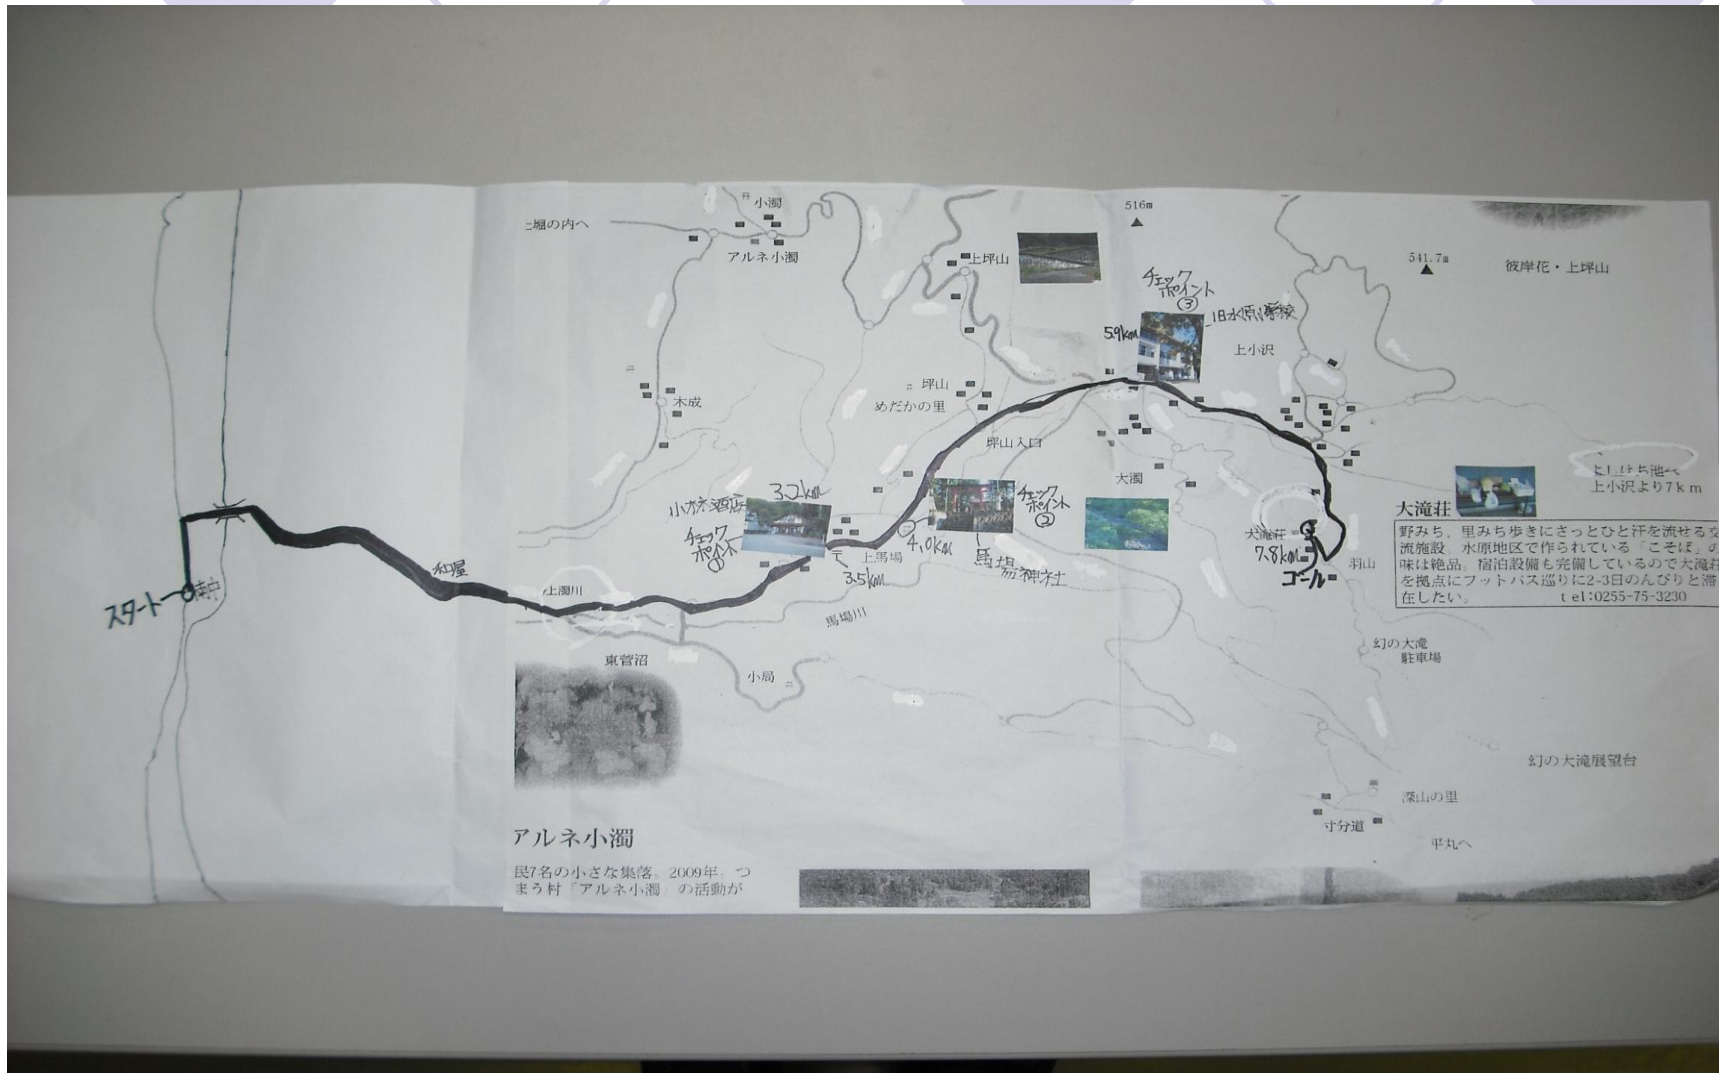 小濁
516m
堀の内へ
アルネ小濁
上坪山
541.7m
彼岸花・上坪山
チェック
ポイント
③
旧水原小学校
5.9km
上小沢
木成
坪山
めだかの里
坪山入口
大濁
上小沢より7km
大滝荘
3.2km
チェック
ポイント
①
チェック
ポイント
②
野みち、里みち歩きにさっとひと汗を流せる交
流施設。水原地区で作られている「こそば」の
味は絶品。宿泊設備も完備しているので大滝荘
を拠点にフットパス巡りに2-3日のんびりと滞
在したい。 tel:0255-75-3230
上馬場
4.0km
馬場神社
大滝荘
7.8km
ゴール
羽山
〒
3.5km
スタート
南中
上濁川
馬場川
東菅沼
小局
幻の大滝
駐車場
幻の大滝展望台
深山の里
寸分道
平丸へ
アルネ小濁
民7名の小さな集落。2009年、つ
まう村「アルネ小濁」の活動が